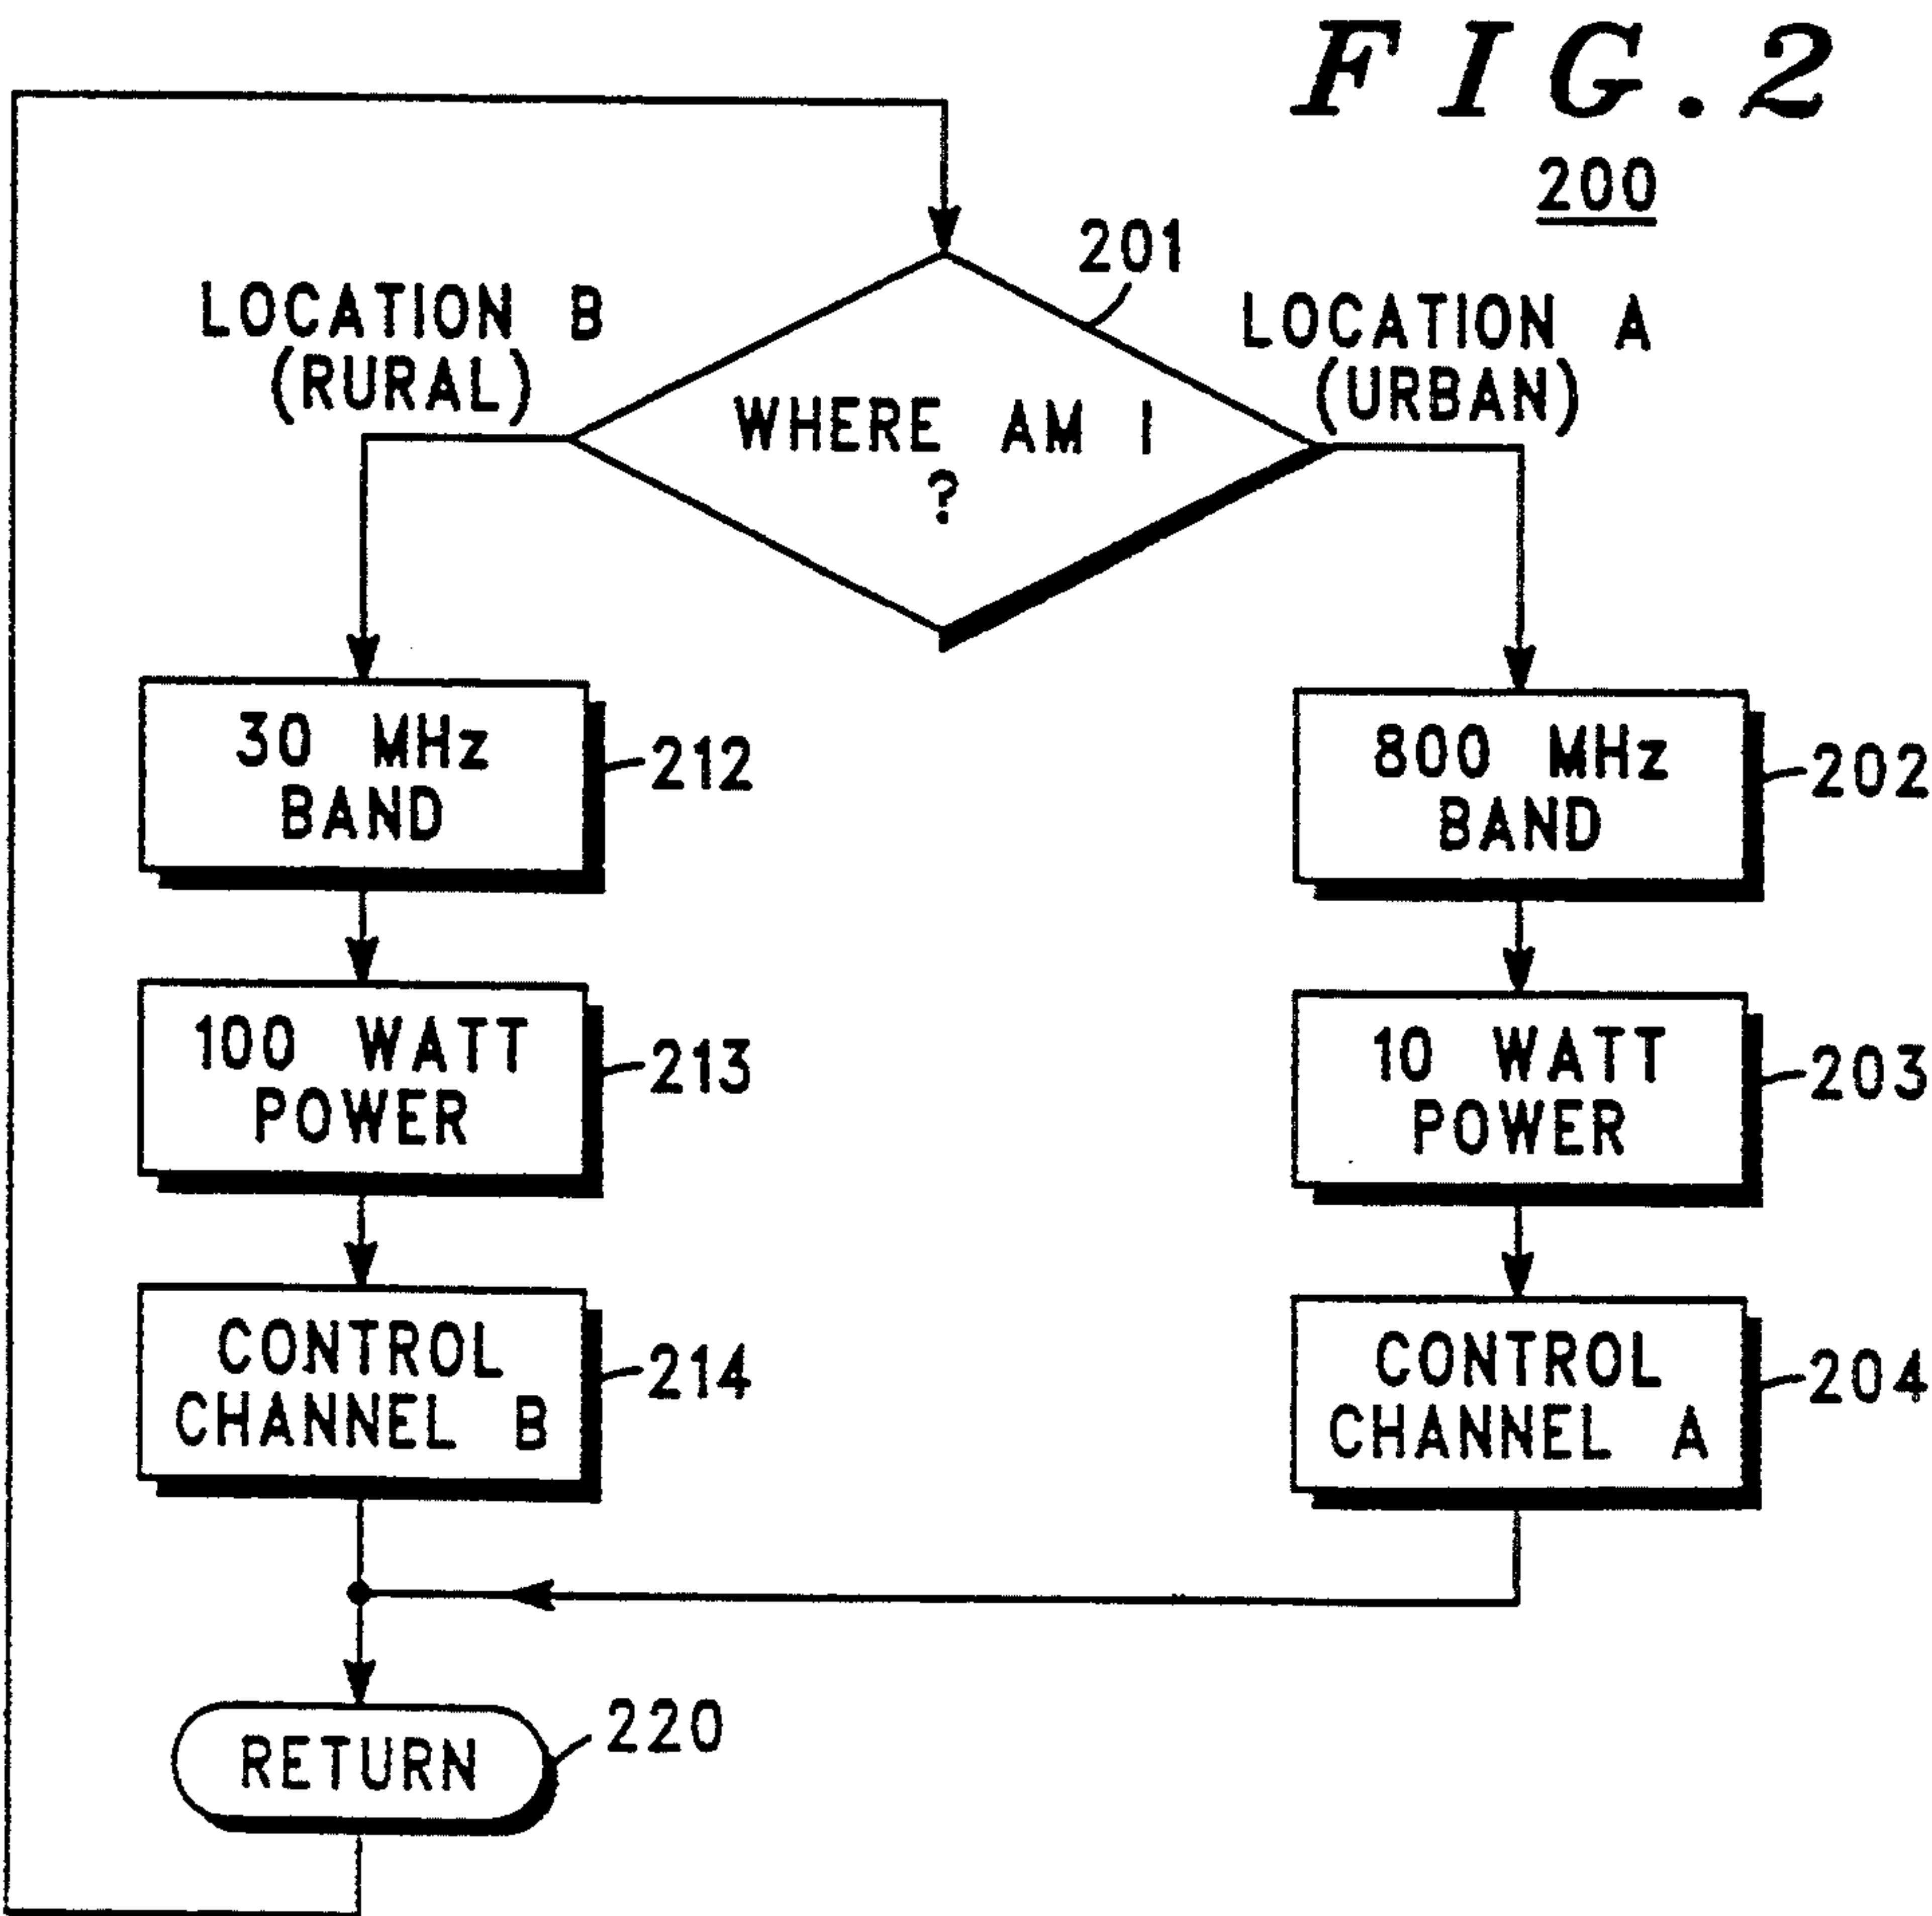 FIG.2
200
201
LOCATION B
(RURAL)
LOCATION A
(URBAN)
WHERE AM I
?
30 MHz
BAND
212
800 MHz
BAND
202
100 WATT
POWER
213
10 WATT
POWER
203
CONTROL
CHANNEL B
214
CONTROL
CHANNEL A
204
RETURN
220